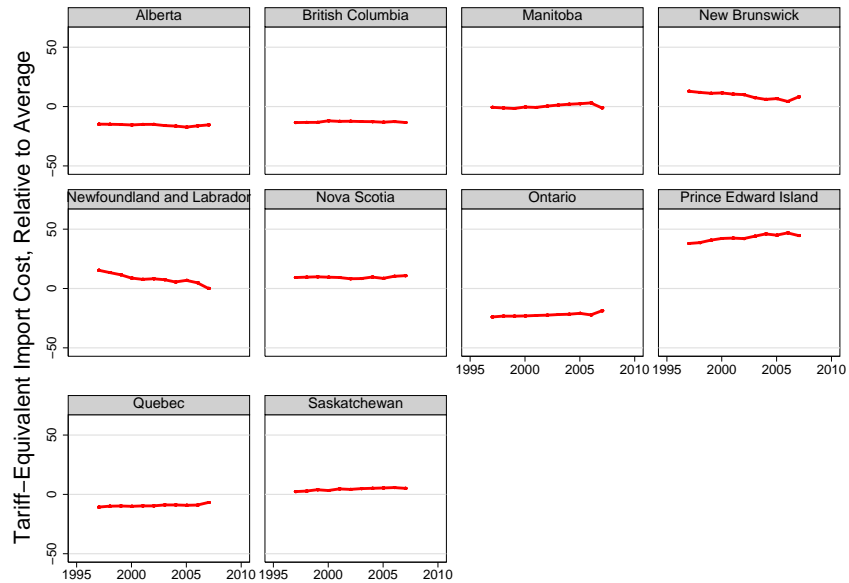 Tariff−Equivalent Import Cost, Relative to Average
Alberta
British Columbia
Manitoba
New Brunswick
50
0
−50
Newfoundland and Labrador
Nova Scotia
Ontario
Prince Edward Island
50
0
−50
1995 2000 2005 2010
1995 2000 2005 2010
Quebec
Saskatchewan
50
0
−50
1995 2000 2005 2010
1995 2000 2005 2010